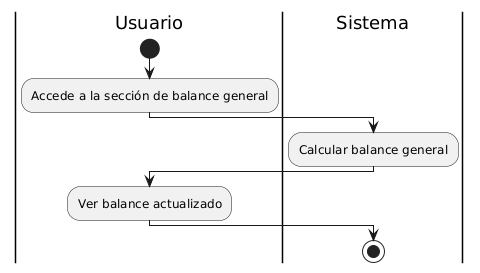 Usuario
Sistema
Accede a la sección de balance general
Calcular balance general
Ver balance actualizado